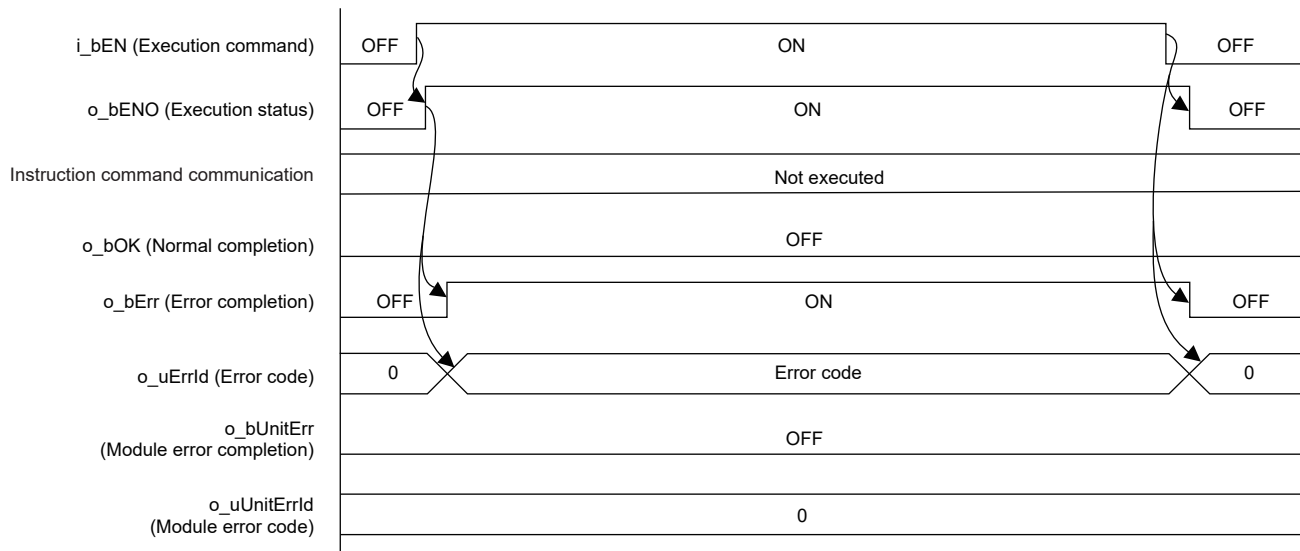 i_bEN (Execution command) OFF ON OFF
o_bENO (Execution status) OFF ON OFF
Instruction command communication Not executed
o_bOK (Normal completion) OFF
o_bErr (Error completion) OFF ON OFF
o_uErrId (Error code) 0 Error code 0
o_bUnitErr
(Module error completion) OFF
o_uUnitErrId
(Module error code) 0